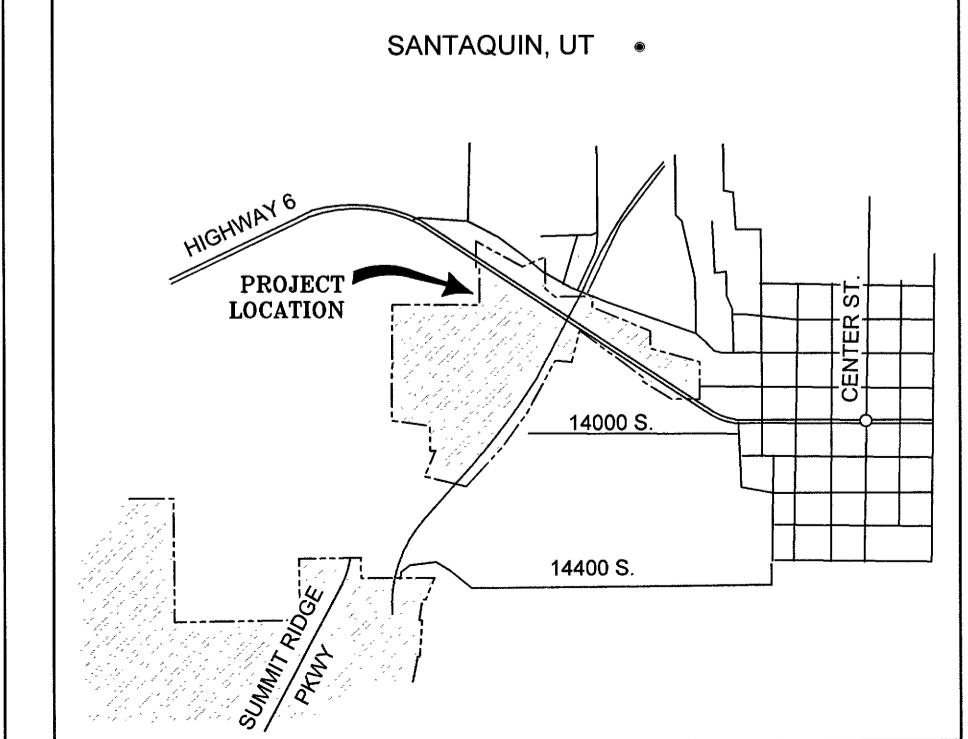 SANTAQUIN, UT
HIGHWAY 6
PROJECT
LOCATION
CENTER ST.
14000 S.
14400 S.
SUMMIT RIDGE
PKWY